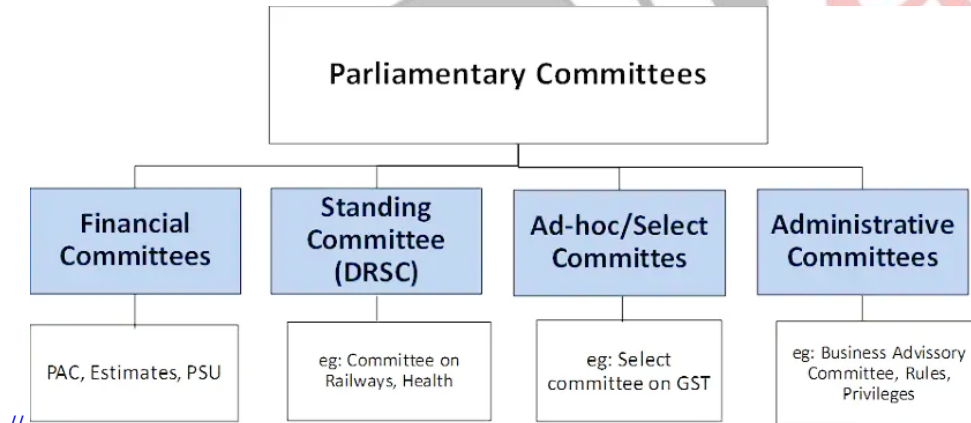 Parliamentary Committees
Financial
Committees
Standing
Committee
(DRSC)
Ad-hoc/Select
Committes
Administrative
Committees
PAC, Estimates, PSU
eg: Committee on
Railways, Health
eg: Select
committee on GST
eg: Business Advissory
Committee, Rules,
Privileges
//